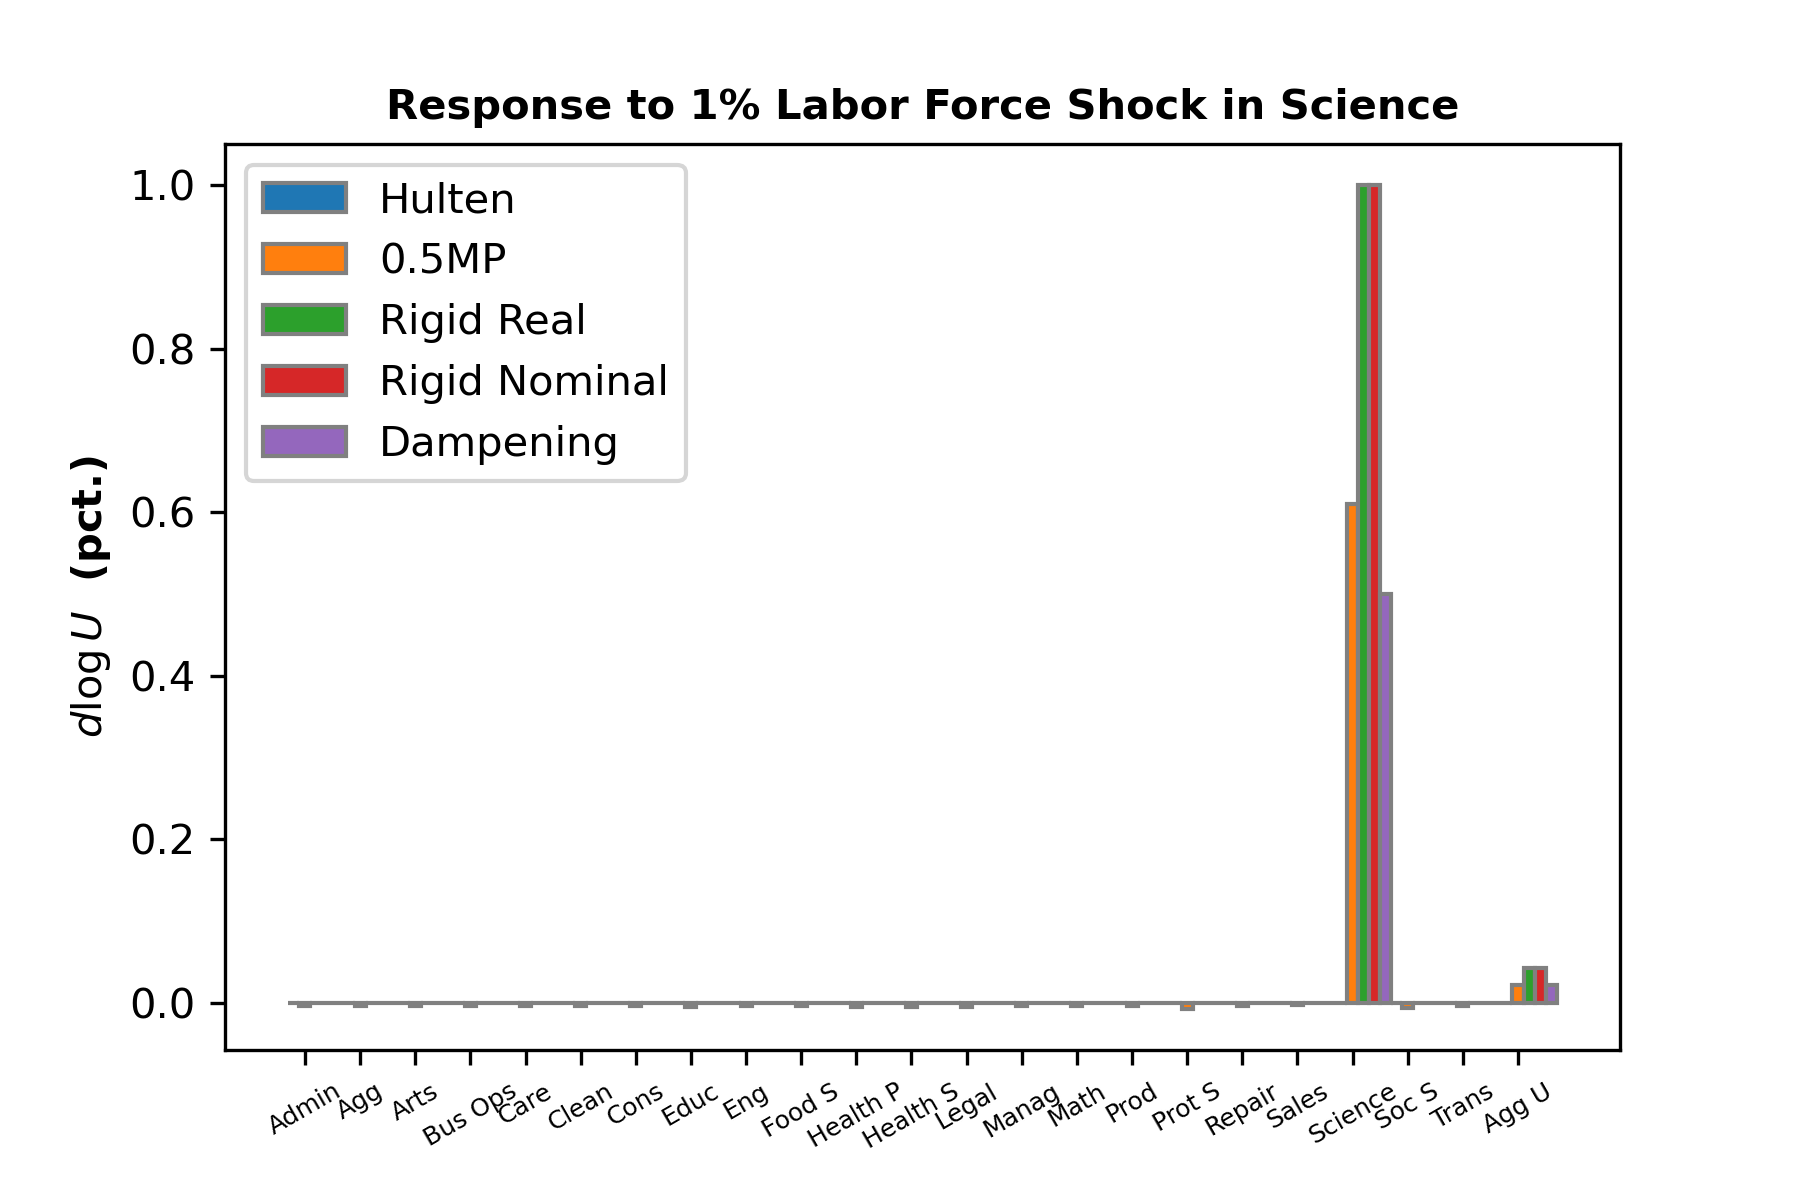 Response to 1% Labor Force Shock in Science
Hulten
0.5MP
Rigid Real
Rigid Nominal
Dampening
dlog U (pct.)
1.0
0.8
0.6
0.4
0.2
0.0
Admin
Agg
Arts
Bus Ops
Care
Clean
Cons
Educ
Eng
Food S
Health P
Health S
Legal
Manag
Math
Prod
Prot S
Repair
Sales
Science
Soc S
Trans
Agg U